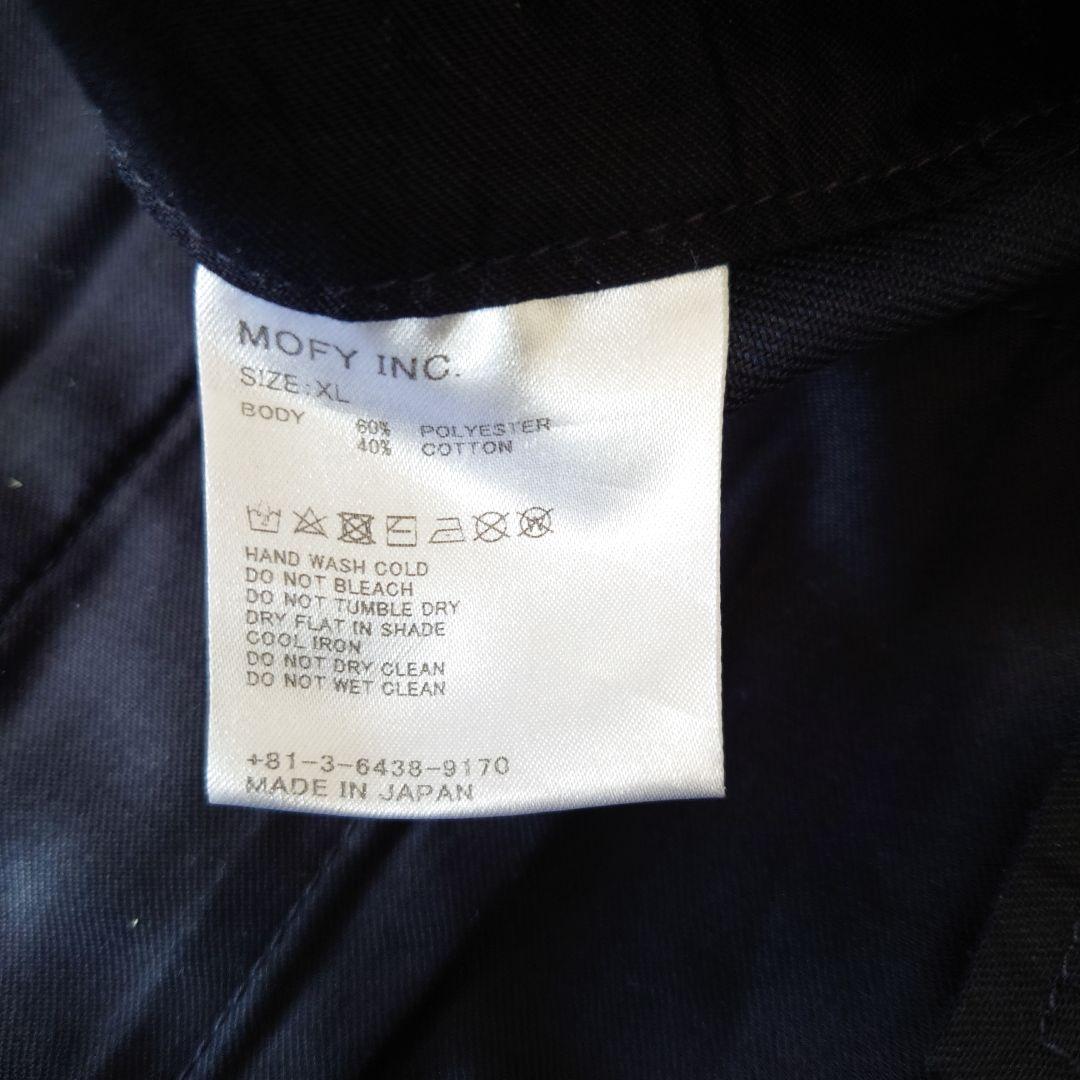 MOFY INC.
SIZE:XL
BODY 60% POLYESTER
40% COTTON
HAND WASH COLD
DO NOT BLEACH
DO NOT TUMBLE DRY
DRY FLAT IN SHADE
COOL IRON
DO NOT DRY CLEAN
DO NOT WET CLEAN
+81-3-6438-9170
MADE IN JAPAN